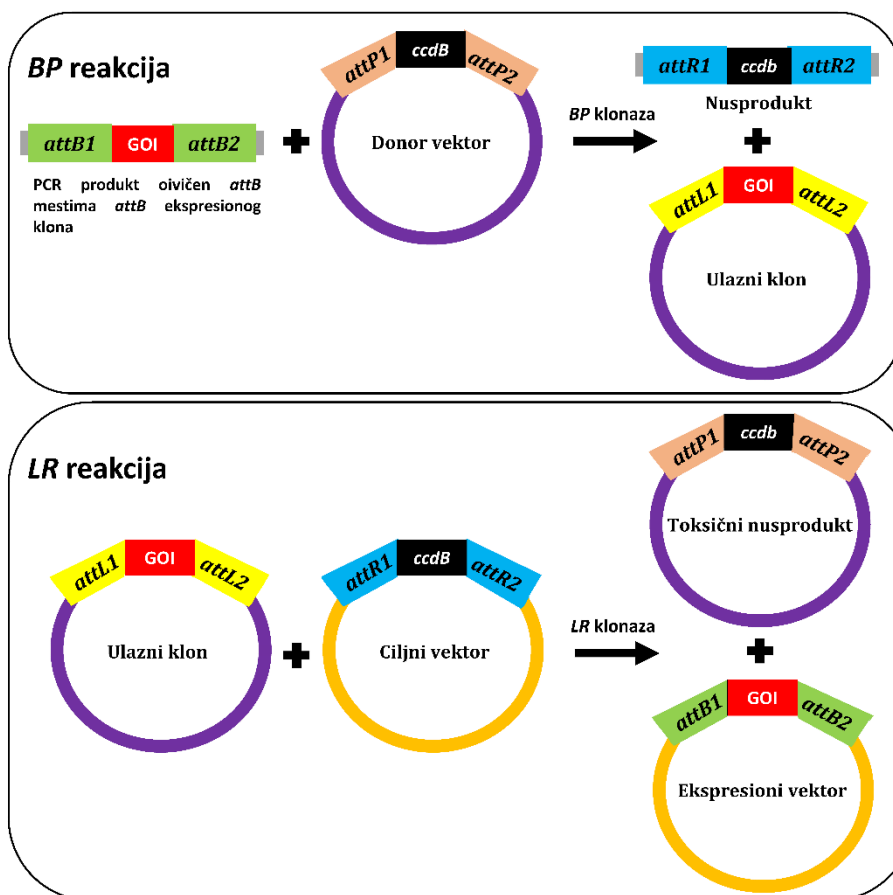 BP reakcija
attP1 ccdB attP2
attR1 ccdb attR2
Nusprodukt
attB1 GOI attB2
Donor vektor
BP klonaza
PCR produkt oivičen attB
mestima attB ekspresionog
klona
attL1 GOI attL2
Ulazni klon
LR reakcija
attP1 ccdb attP2
Toksični nusprodukt
attL1 GOI attL2
Ulazni klon
attR1 ccdB attR2
Ciljni vektor
LR klonaza
attB1 GOI attB2
Ekspresioni vektor